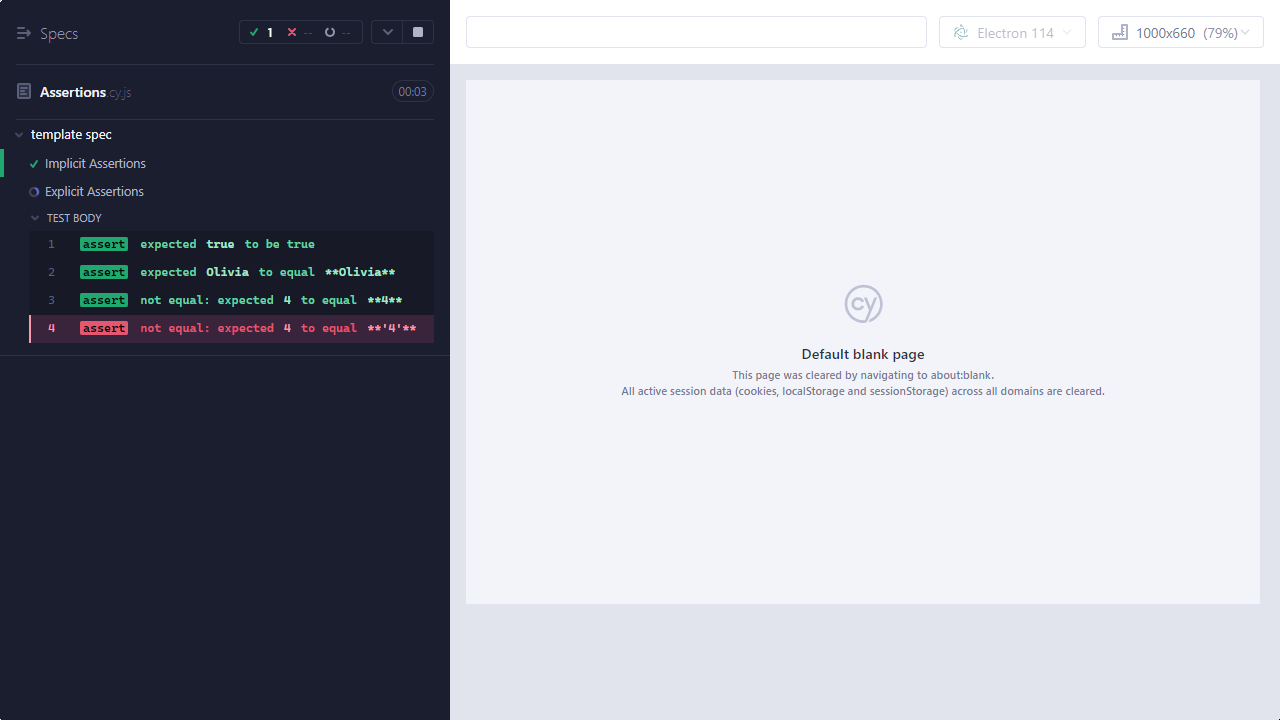 Specs
1 -- --
Assertions.cy.js 00:03
template spec
Implicit Assertions
Explicit Assertions
TEST BODY
1 assert expected true to be true
2 assert expected Olivia to equal **Olivia**
3 assert not equal: expected 4 to equal **4**
4 assert not equal: expected 4 to equal **'4'**
Electron 114
1000x660 (79%)
cy
Default blank page
This page was cleared by navigating to about:blank.
All active session data (cookies, localStorage and sessionStorage) across all domains are cleared.